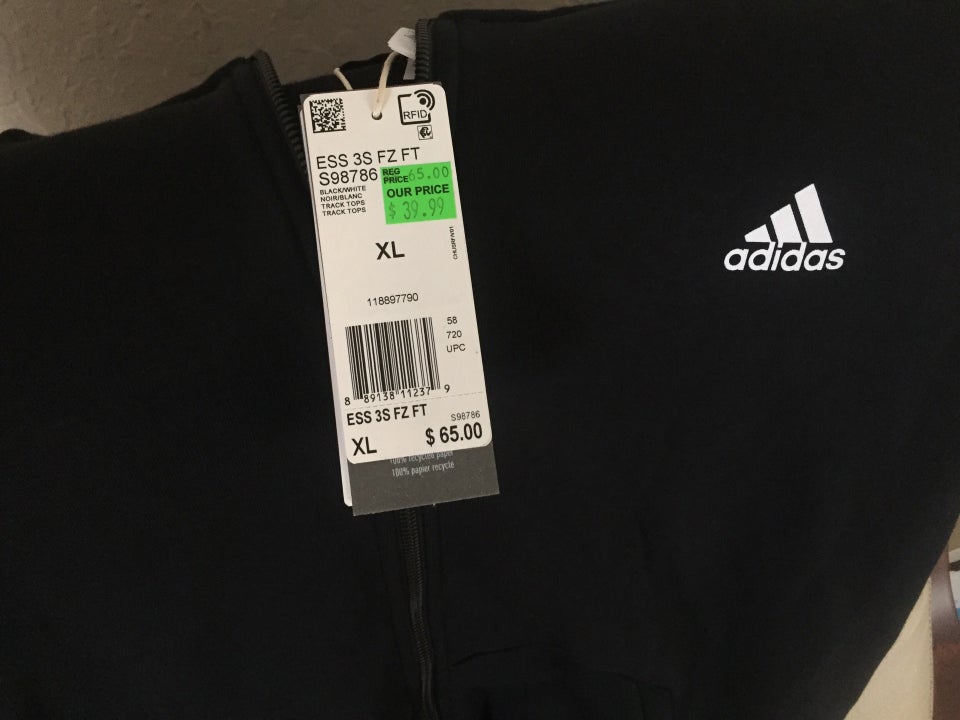 RFID
ESS 3S FZ FT
S98786
BLACK/WHITE
NOIR/BLANC
TRACK TOPS
TRACK TOPS
REG
PRICE 65.00
OUR PRICE
$ 39.99
XL
118897790
58
720
UPC
8 89138 11237 9
ESS 3S FZ FT S98786
XL $ 65.00
100% recycled paper
100% papier recyclé
adidas